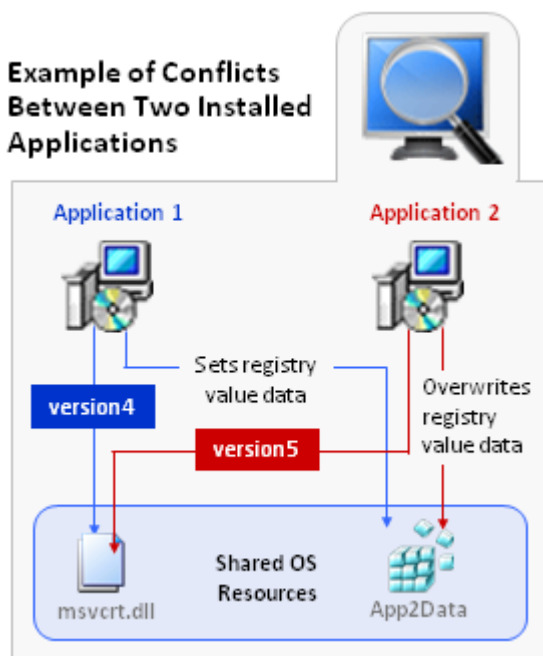 Example of Conflicts
Between Two Installed
Applications
Application 1
Application 2
Sets registry
value data
version4
Overwrites
registry
value data
version5
Shared OS
Resources
msvcrt.dll
App2Data